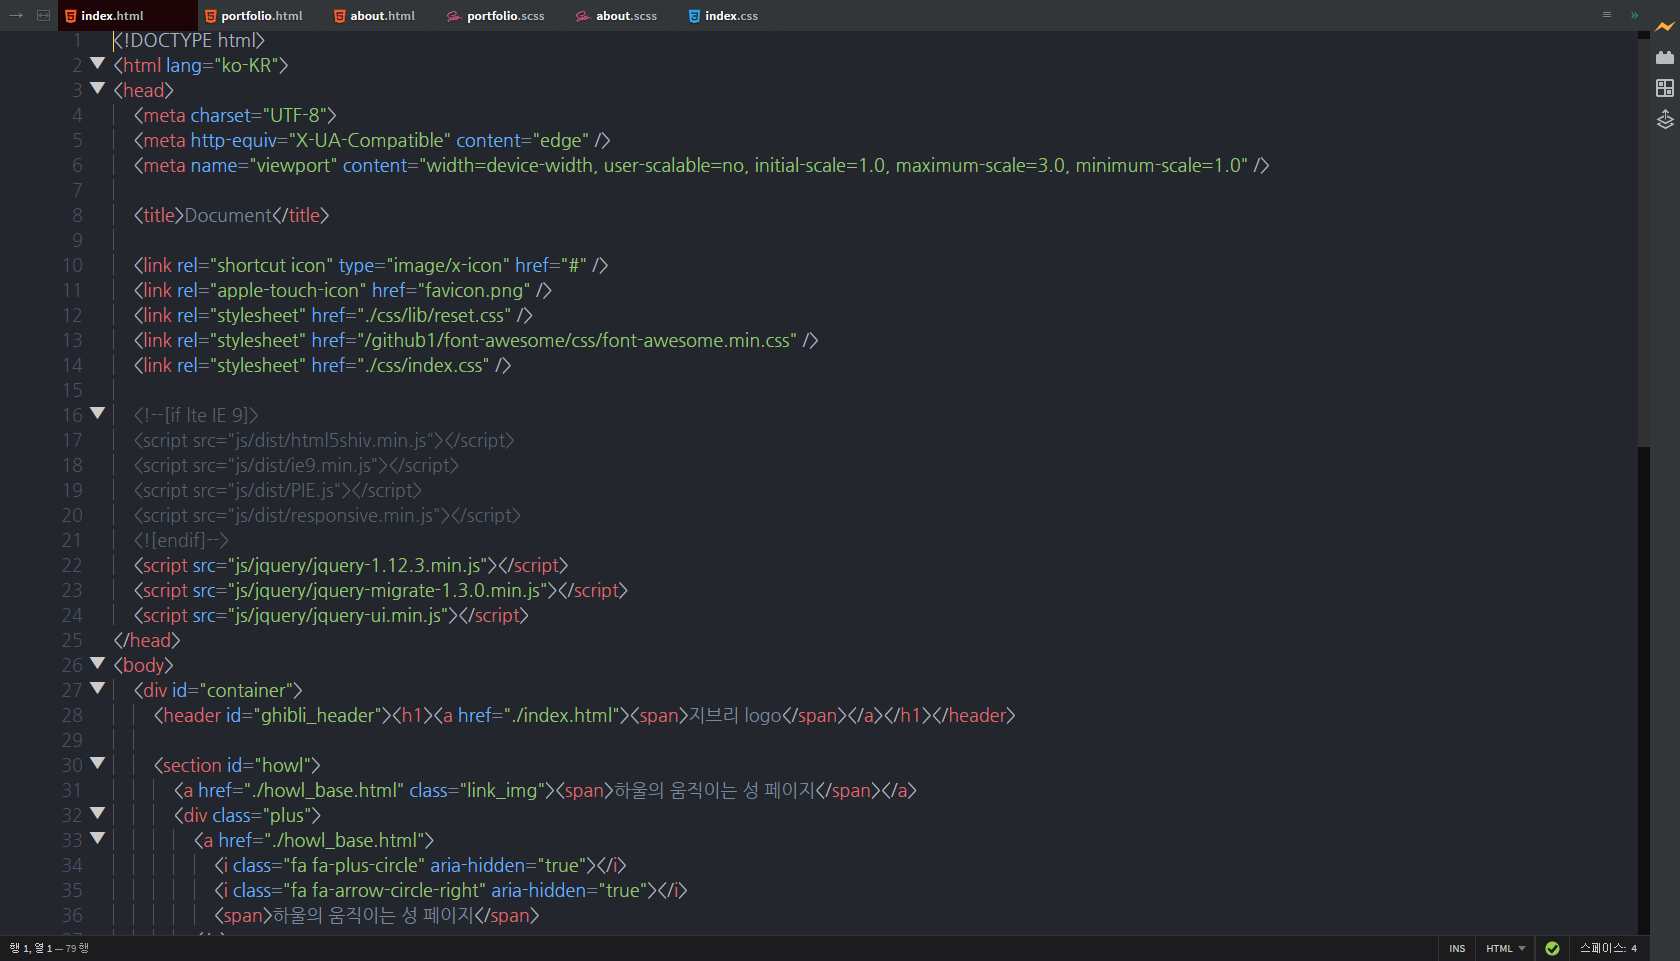 index.html portfolio.html about.html portfolio.scss about.scss index.css
1 <!DOCTYPE html>
2 <html lang="ko-KR">
3 <head>
4 <meta charset="UTF-8">
5 <meta http-equiv="X-UA-Compatible" content="edge" />
6 <meta name="viewport" content="width=device-width, user-scalable=no, initial-scale=1.0, maximum-scale=3.0, minimum-scale=1.0" />
7
8 <title>Document</title>
9
10 <link rel="shortcut icon" type="image/x-icon" href="#" />
11 <link rel="apple-touch-icon" href="favicon.png" />
12 <link rel="stylesheet" href="./css/lib/reset.css" />
13 <link rel="stylesheet" href="/github1/font-awesome/css/font-awesome.min.css" />
14 <link rel="stylesheet" href="./css/index.css" />
15
16 <!--[if lte IE 9]>
17 <script src="js/dist/html5shiv.min.js"></script>
18 <script src="js/dist/ie9.min.js"></script>
19 <script src="js/dist/PIE.js"></script>
20 <script src="js/dist/responsive.min.js"></script>
21 <![endif]-->
22 <script src="js/jquery/jquery-1.12.3.min.js"></script>
23 <script src="js/jquery/jquery-migrate-1.3.0.min.js"></script>
24 <script src="js/jquery/jquery-ui.min.js"></script>
25 </head>
26 <body>
27 <div id="container">
28 <header id="ghibli_header"><h1><a href="./index.html"><span>지브리 logo</span></a></h1></header>
29
30 <section id="howl">
31 <a href="./howl_base.html" class="link_img"><span>하울의 움직이는 성 페이지</span></a>
32 <div class="plus">
33 <a href="./howl_base.html">
34 <i class="fa fa-plus-circle" aria-hidden="true"></i>
35 <i class="fa fa-arrow-circle-right" aria-hidden="true"></i>
36 <span>하울의 움직이는 성 페이지</span>
행 1, 열 1 — 79 행 INS HTML 스페이스: 4